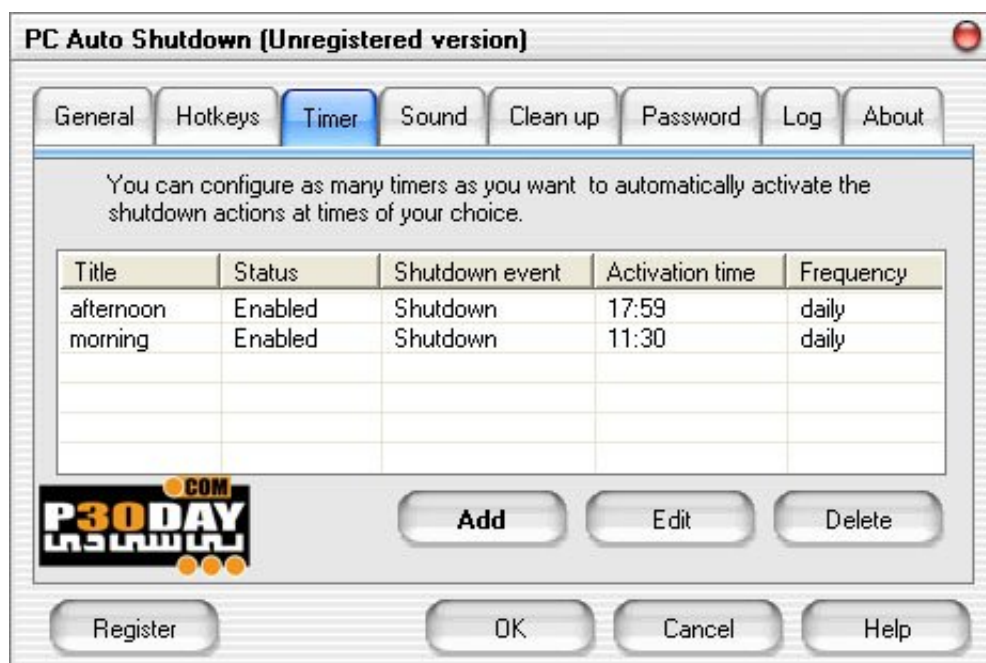 PC Auto Shutdown (Unregistered version)
General Hotkeys Timer Sound Clean up Password Log About
You can configure as many timers as you want to automatically activate the
shutdown actions at times of your choice.
Title Status Shutdown event Activation time Frequency
afternoon Enabled Shutdown 17:59 daily
morning Enabled Shutdown 11:30 daily
.COM
P30DAY
پی سی دی
Add Edit Delete
Register OK Cancel Help